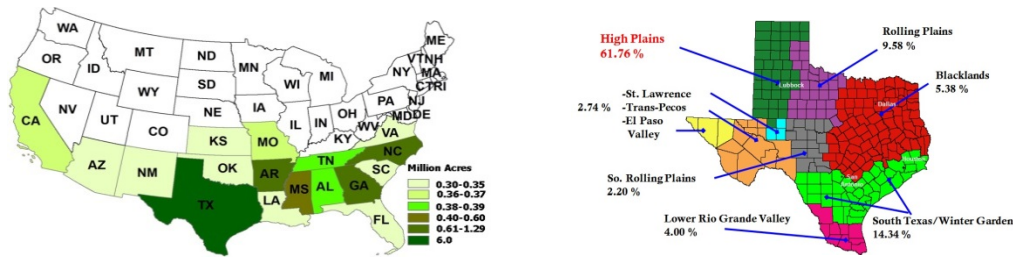 WA
OR
CA
NV
ID
MT
WY
UT
AZ
CO
NM
ND
SD
NE
KS
OK
TX
MN
IA
MO
AR
LA
WI
IL
MS
MI
IN
KY
TN
AL
OH
WV
VA
NC
SC
GA
FL
PA
NY
VT
NH
ME
MA
CT
RI
NJ
DE
MD
Million Acres
0.30-0.35
0.36-0.37
0.38-0.39
0.40-0.60
0.61-1.29
6.0
High Plains
61.76 %
Rolling Plains
9.58 %
Blacklands
5.38 %
-St. Lawrence
2.74 % -Trans-Pecos
-El Paso
Valley
So. Rolling Plains
2.20 %
Lower Rio Grande Valley
4.00 %
South Texas/Winter Garden
14.34 %
Lubbock
Dallas
Houston
San
Antonio